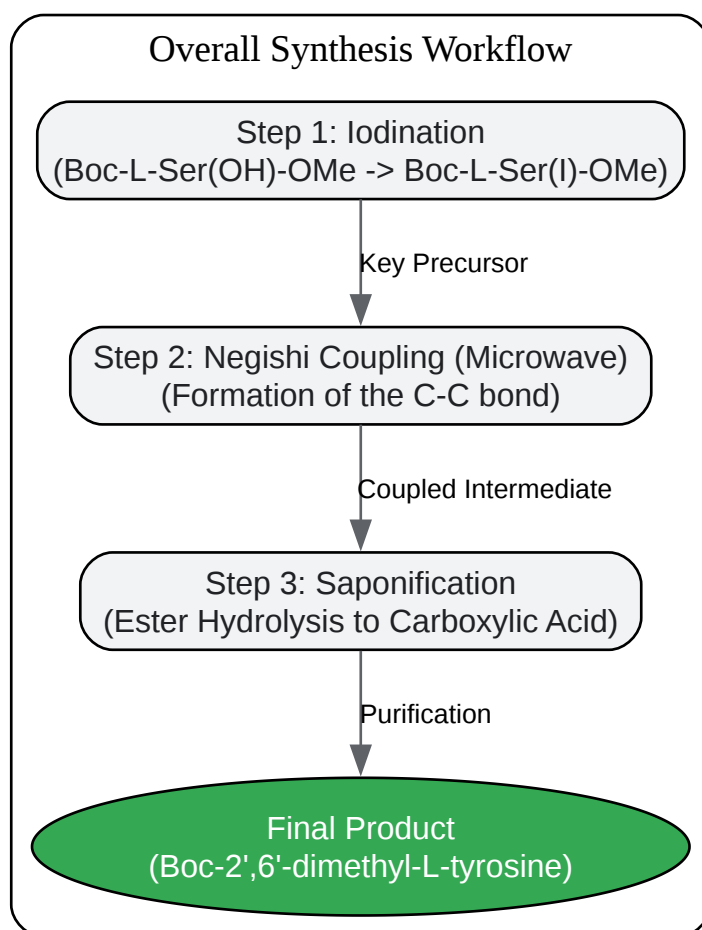 Overall Synthesis Workflow
Step 1: Iodination
(Boc-L-Ser(OH)-OMe -> Boc-L-Ser(I)-OMe)
Key Precursor
Step 2: Negishi Coupling (Microwave)
(Formation of the C-C bond)
Coupled Intermediate
Step 3: Saponification
(Ester Hydrolysis to Carboxylic Acid)
Purification
Final Product
(Boc-2',6'-dimethyl-L-tyrosine)